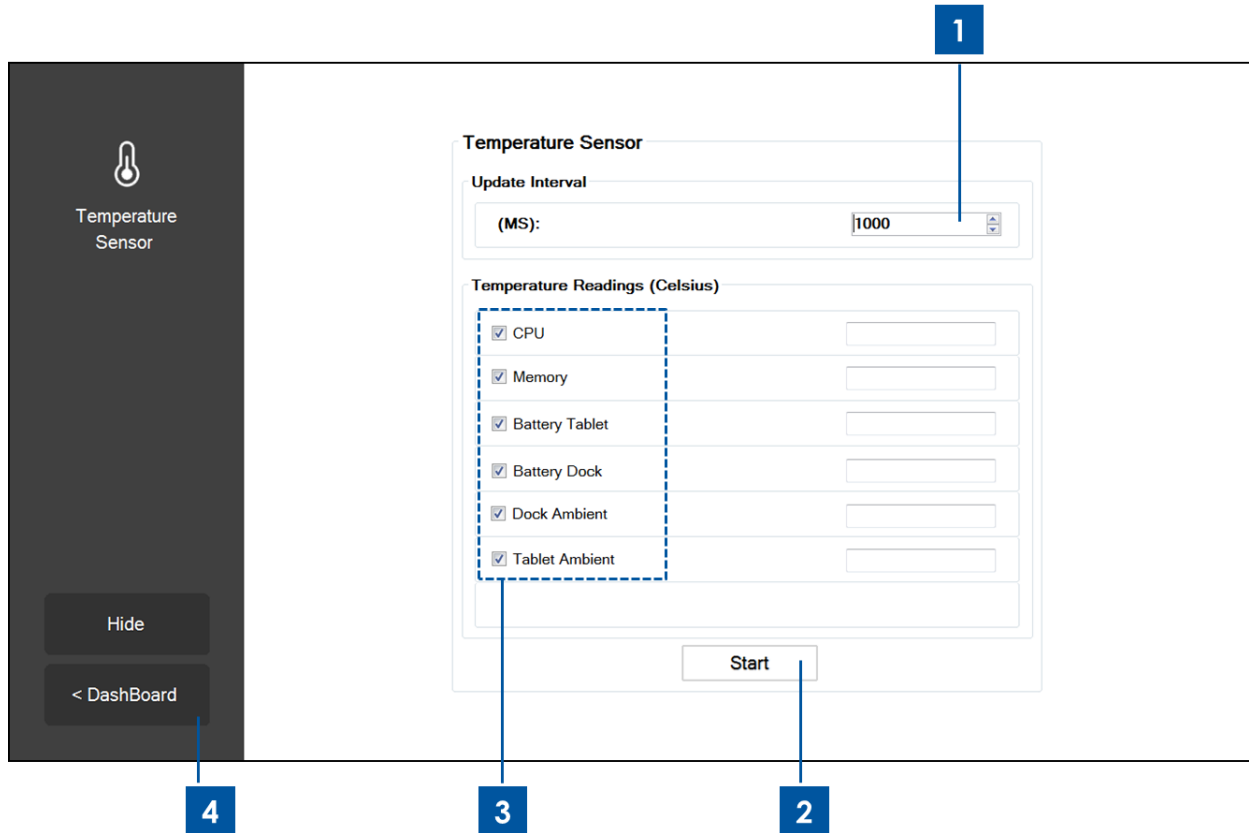 1
Temperature
Sensor
Temperature Sensor
Update Interval
(MS):
1000
Temperature Readings (Celsius)
CPU
Memory
Battery Tablet
Battery Dock
Dock Ambient
Tablet Ambient
Hide
Start
< DashBoard
4
3
2